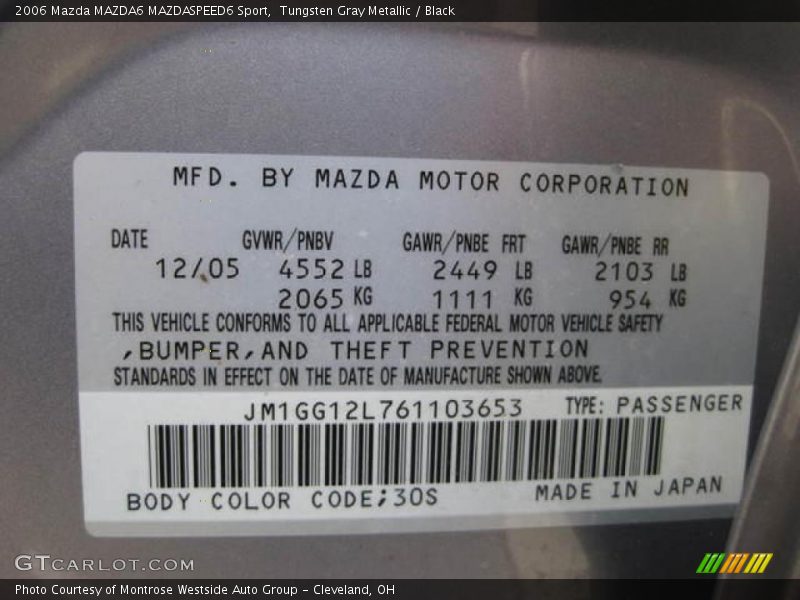 2006 Mazda MAZDA6 MAZDASPEED6 Sport,  Tungsten Gray Metallic / Black
MFD. BY MAZDA MOTOR CORPORATION
DATE GVWR/PNBV GAWR/PNBE FRT GAWR/PNBE RR
12/05 4552 LB 2449 LB 2103 LB
2065 KG 1111 KG 954 KG
THIS VEHICLE CONFORMS TO ALL APPLICABLE FEDERAL MOTOR VEHICLE SAFETY
,BUMPER,AND THEFT PREVENTION
STANDARDS IN EFFECT ON THE DATE OF MANUFACTURE SHOWN ABOVE.
JM1GG12L761103653 TYPE: PASSENGER
BODY COLOR CODE;30S MADE IN JAPAN
GTCARLOT.COM
Photo Courtesy of Montrose Westside Auto Group - Cleveland, OH